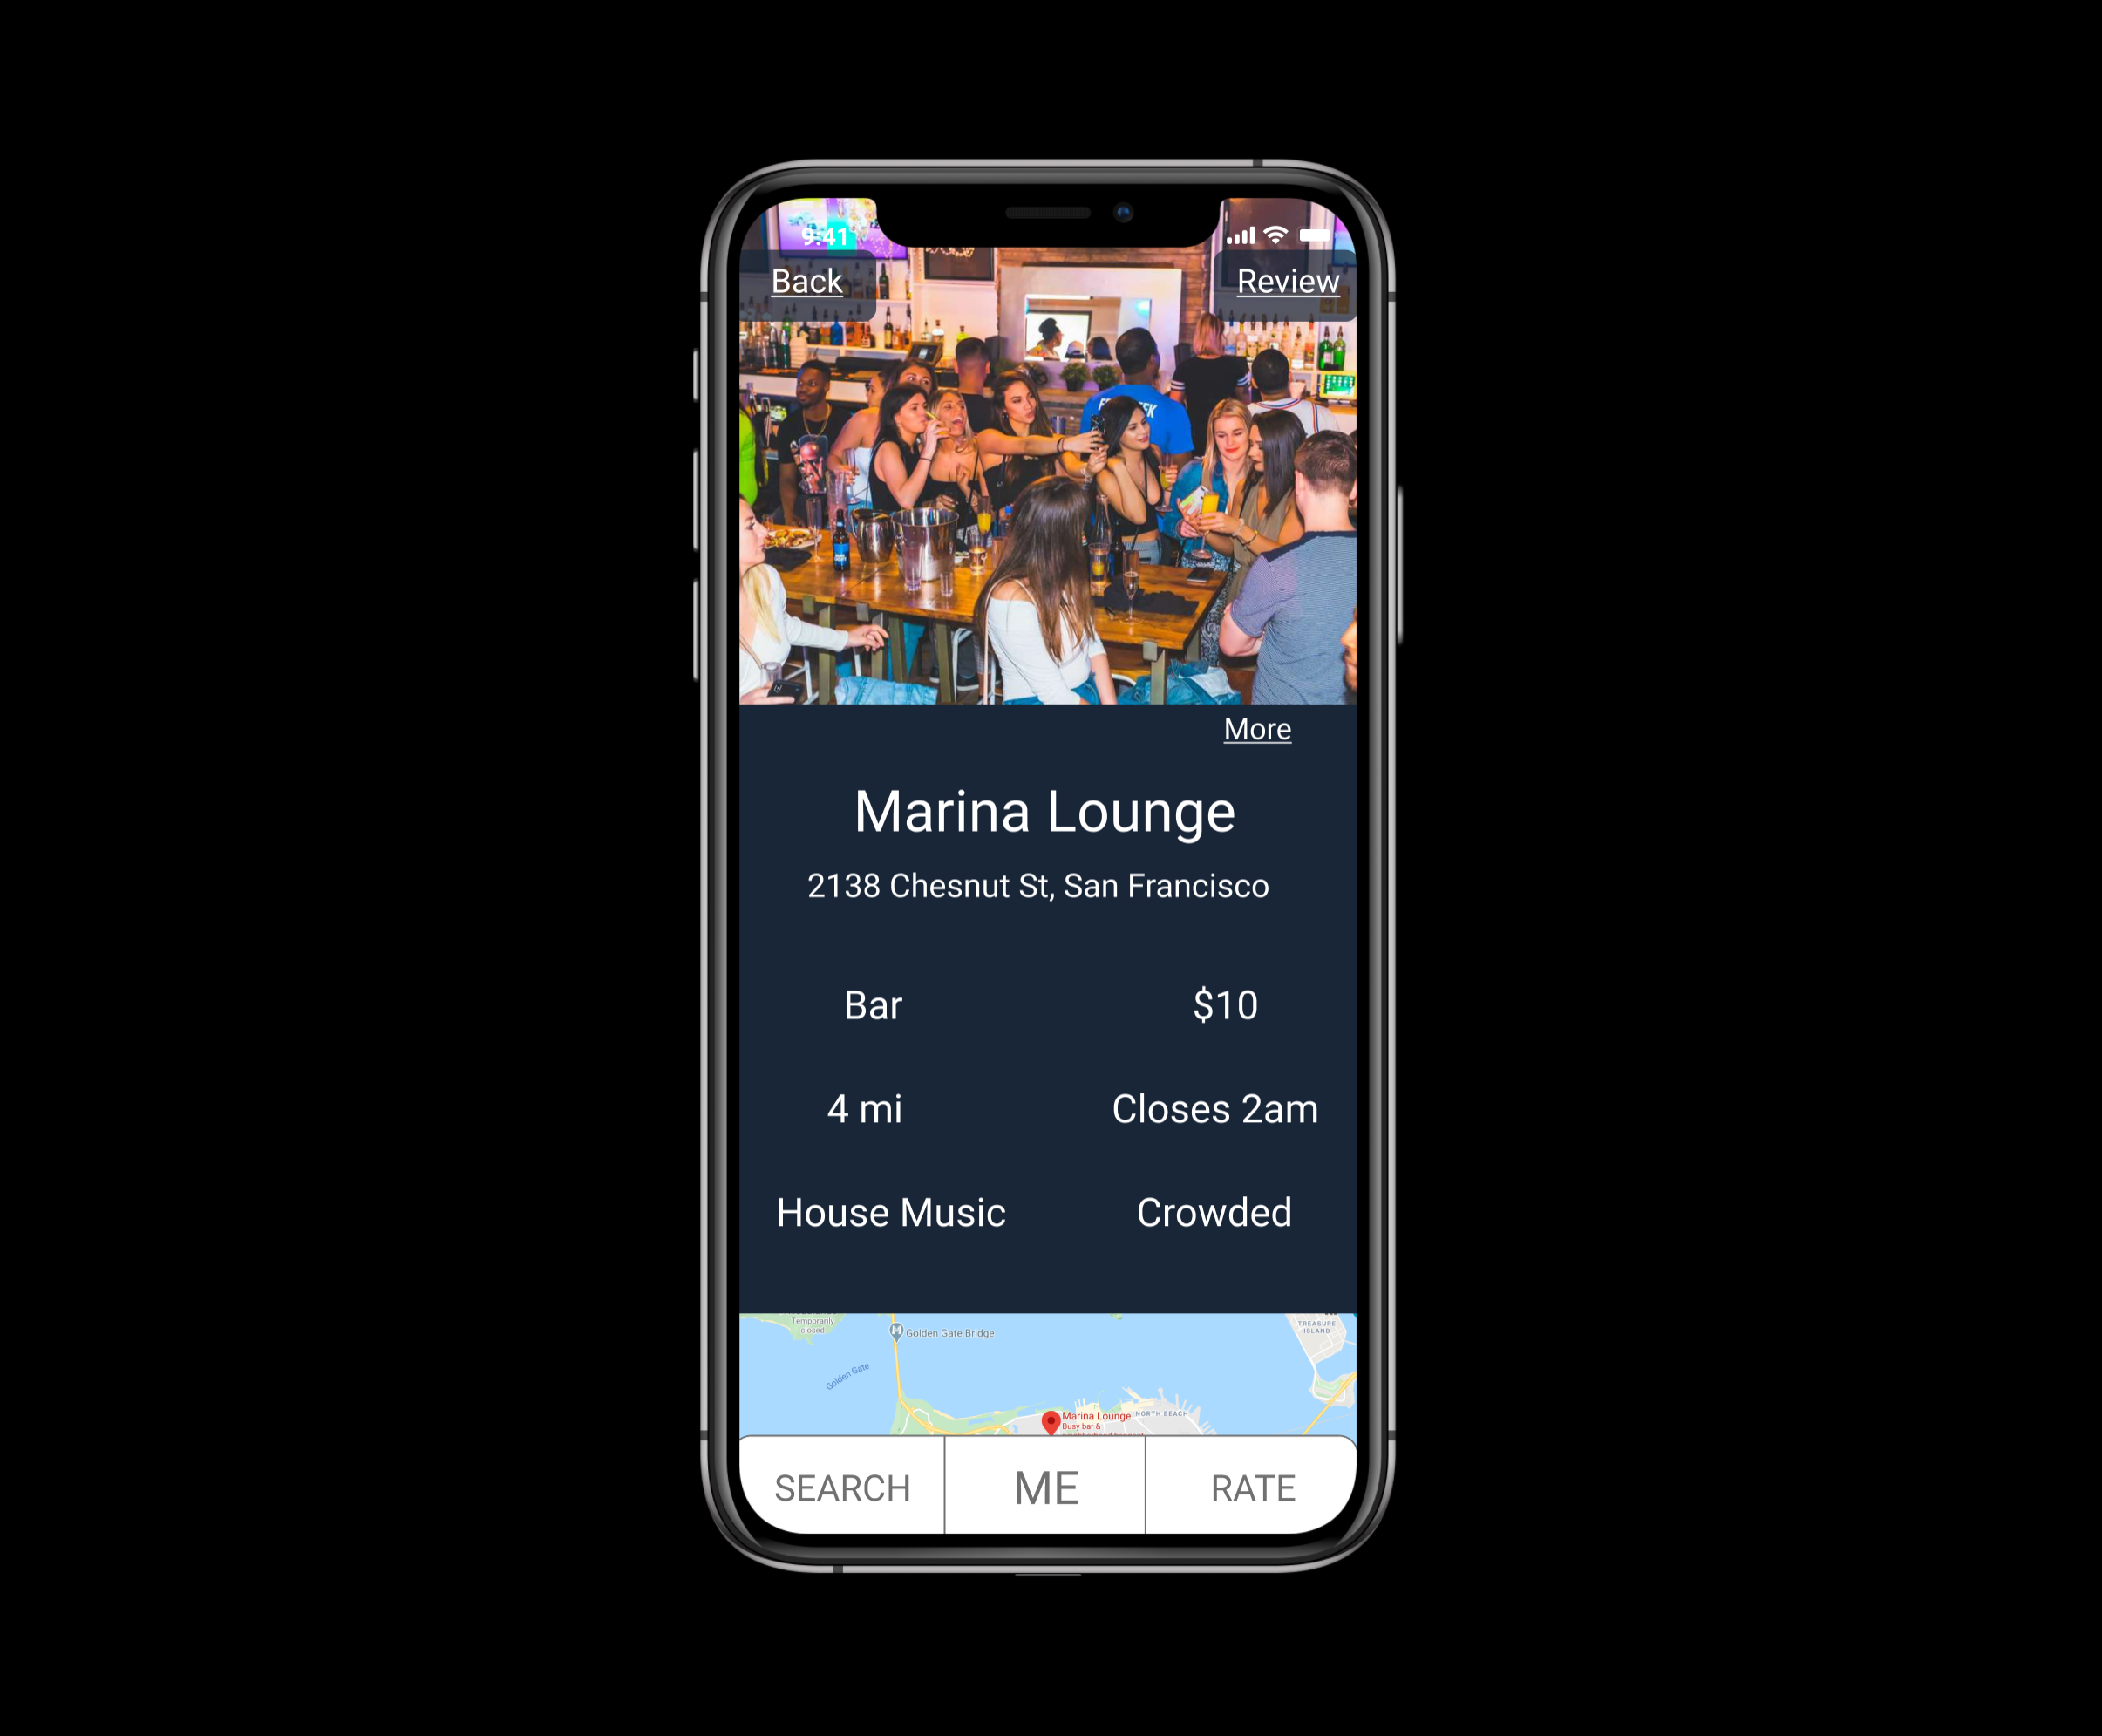 9:41
Back
Review
More
Marina Lounge
2138 Chesnut St, San Francisco
Bar
$10
4 mi
Closes 2am
House Music
Crowded
Temporarily
closed
Golden Gate Bridge
TREASURE
ISLAND
Golden Gate
Marina Lounge
NORTH BEACH
Busy bar &
SEARCH
ME
RATE